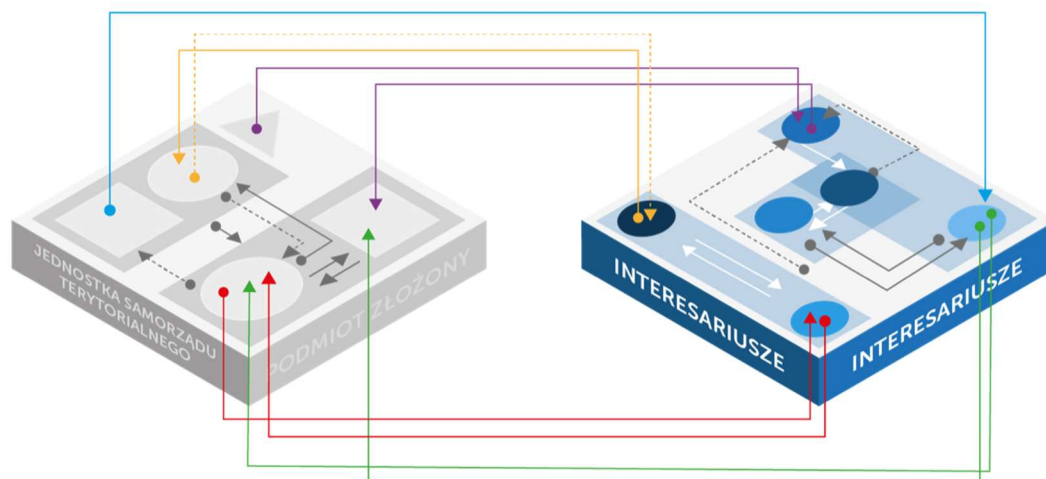 JEDNOSTKA SAMORZĄDU
TERYTORIALNEGO
PODMIOT ZŁOŻONY
INTERESARIUSZE
INTERESARIUSZE